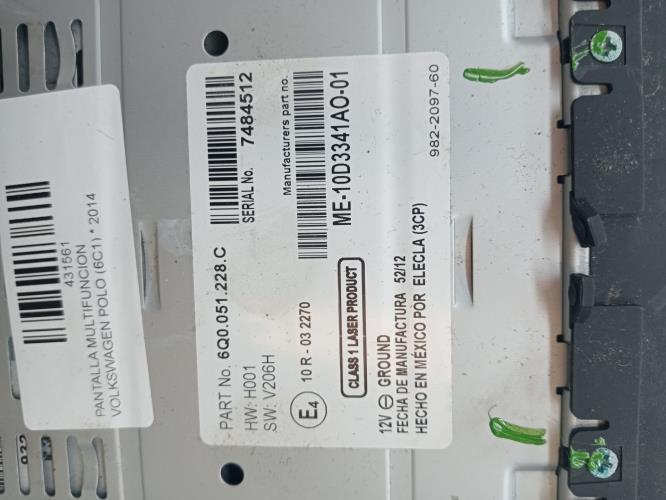 431561
PANTALLA MULTIFUNCION
VOLKSWAGEN POLO (6C1) * 2014
PART No. 6Q0.051.228.C
HW: H001
SW: V206H
SERIAL No. 7484512
E4
10 R - 03 2270
Manufacturers part no.
ME-10D3341AO-01
CLASS 1 LASER PRODUCT
12V ⊖ GROUND
FECHA DE MANUFACTURA 52/12
HECHO EN MÉXICO POR ELECLA (3CP)
982-2097-60